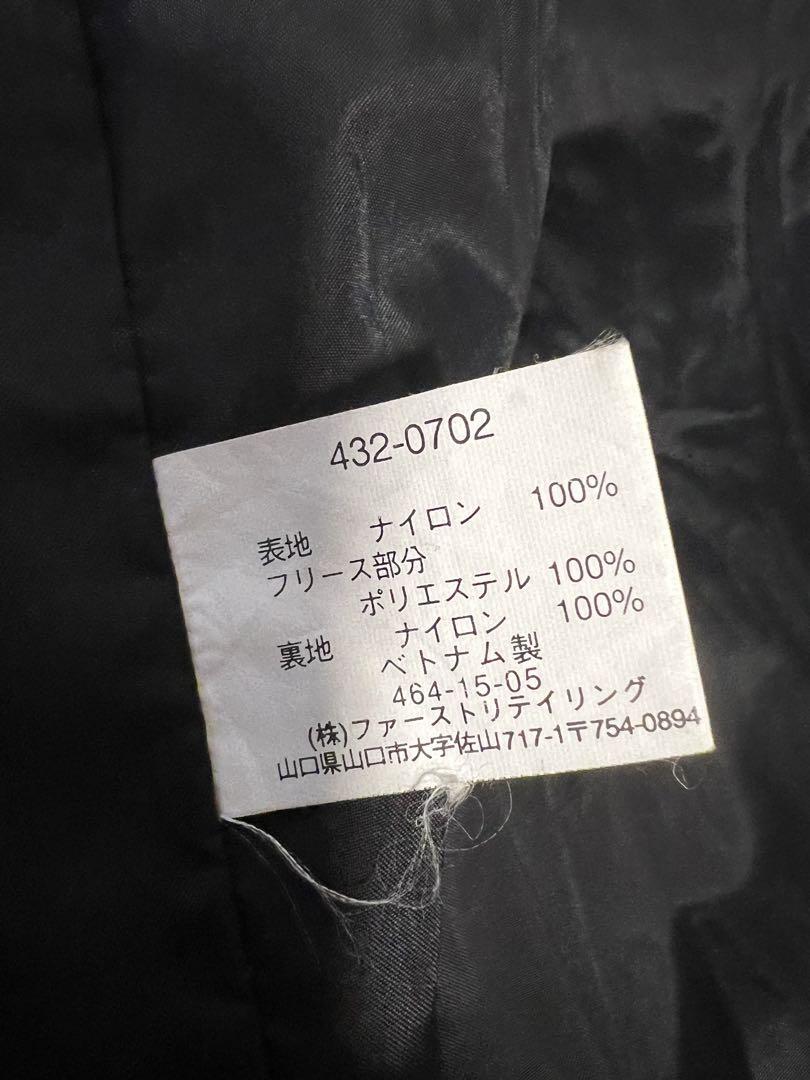 432-0702
表地 ナイロン 100%
フリース部分
ポリエステル 100%
裏地 ナイロン 100%
ベトナム製
464-15-05
(株)ファーストリテイリング
山口県山口市大字佐山717-1〒754-0894